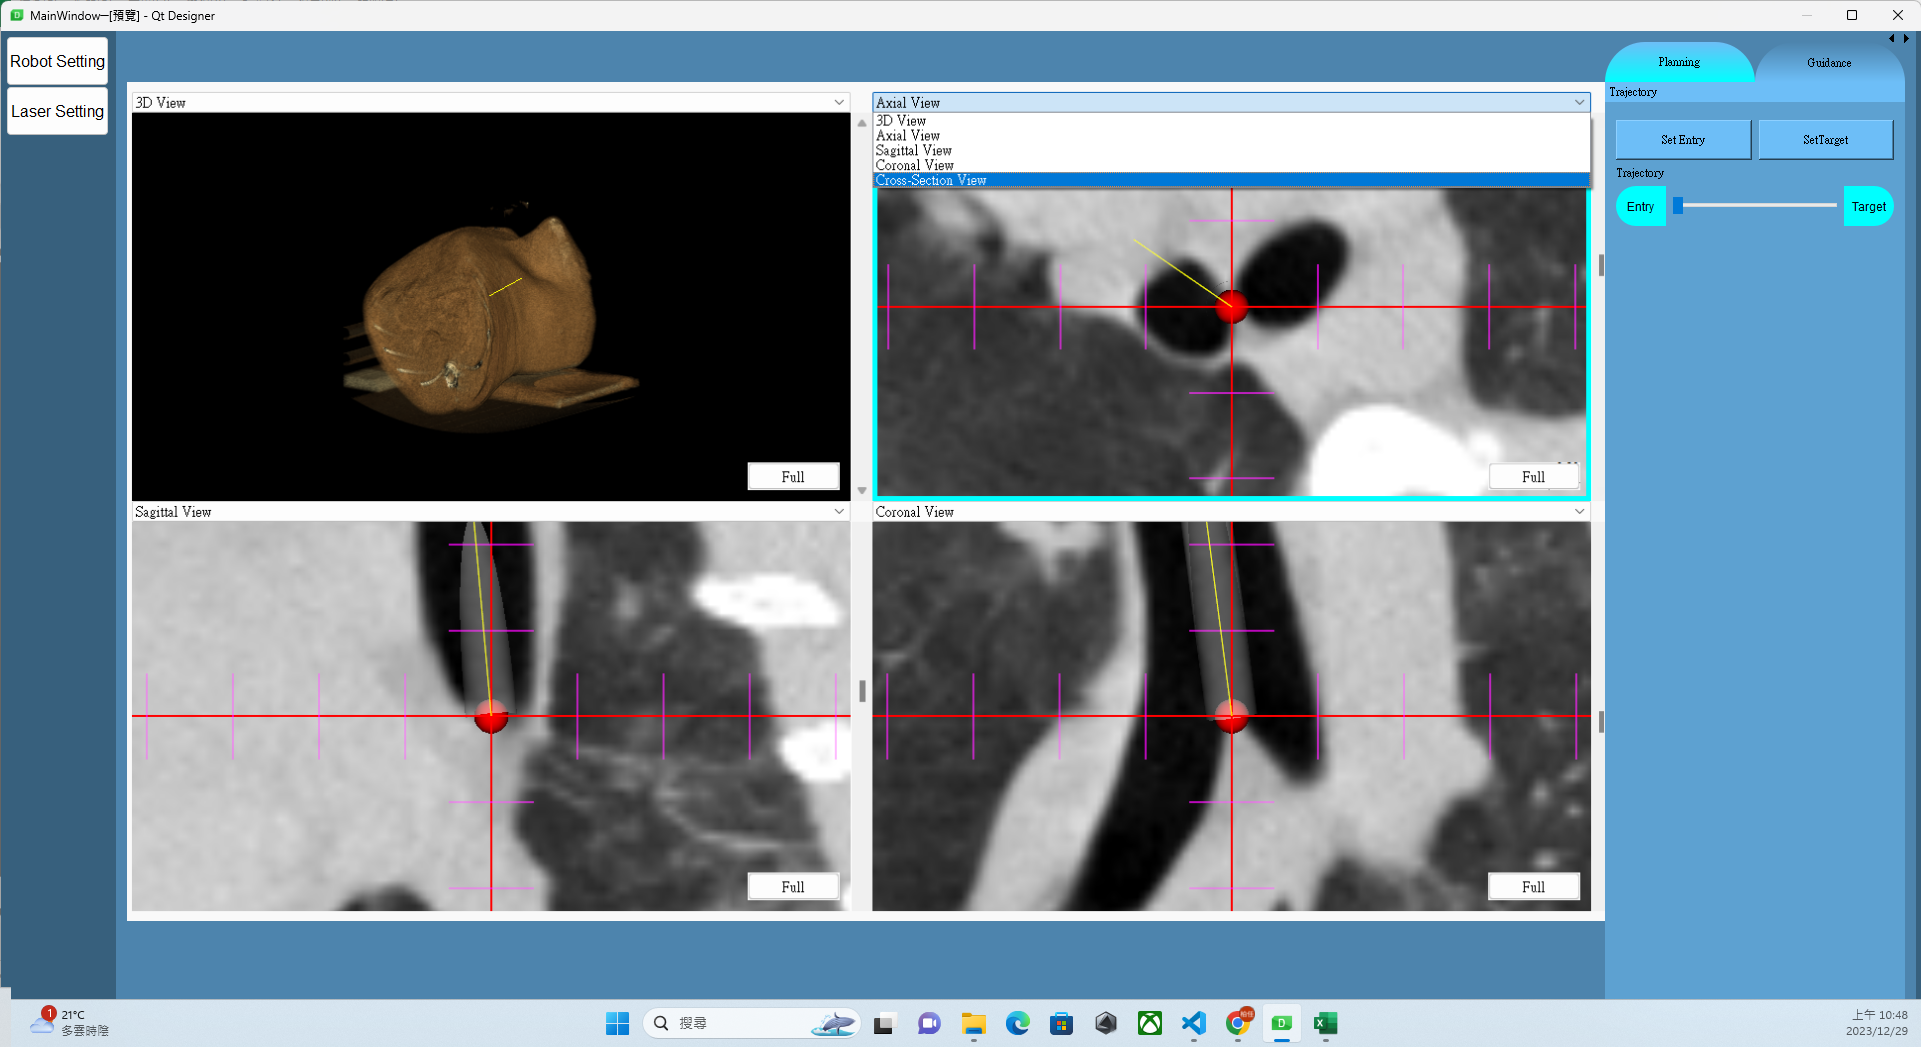 MainWindow─[預覽] - Qt Designer
Robot Setting
Laser Setting
3D View
Full
Axial View
3D View
Axial View
Sagittal View
Coronal View
Cross-Section View
Full
Sagittal View
Full
Coronal View
Full
Planning
Guidance
Trajectory
Set Entry
SetTarget
Trajectory
Entry
Target
1
21°C
多雲時陰
搜尋
上午 10:48
2023/12/29